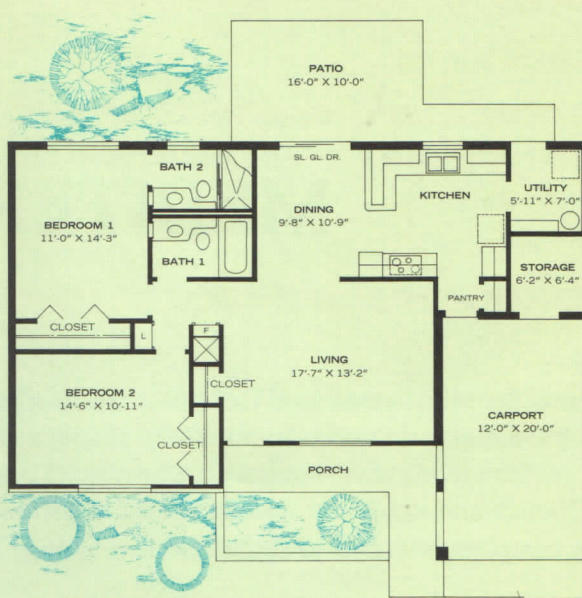 PATIO
16'-0" X 10'-0"
BATH 2
SL. GL. DR.
KITCHEN
UTILITY
5'-11" X 7'-0"
DINING
9'-8" X 10'-9"
BEDROOM 1
11'-0" X 14'-3"
BATH 1
STORAGE
6'-2" X 6'-4"
PANTRY
CLOSET
L
F
LIVING
17'-7" X 13'-2"
CLOSET
BEDROOM 2
14'-6" X 10'-11"
CLOSET
CARPORT
12'-0" X 20'-0"
PORCH